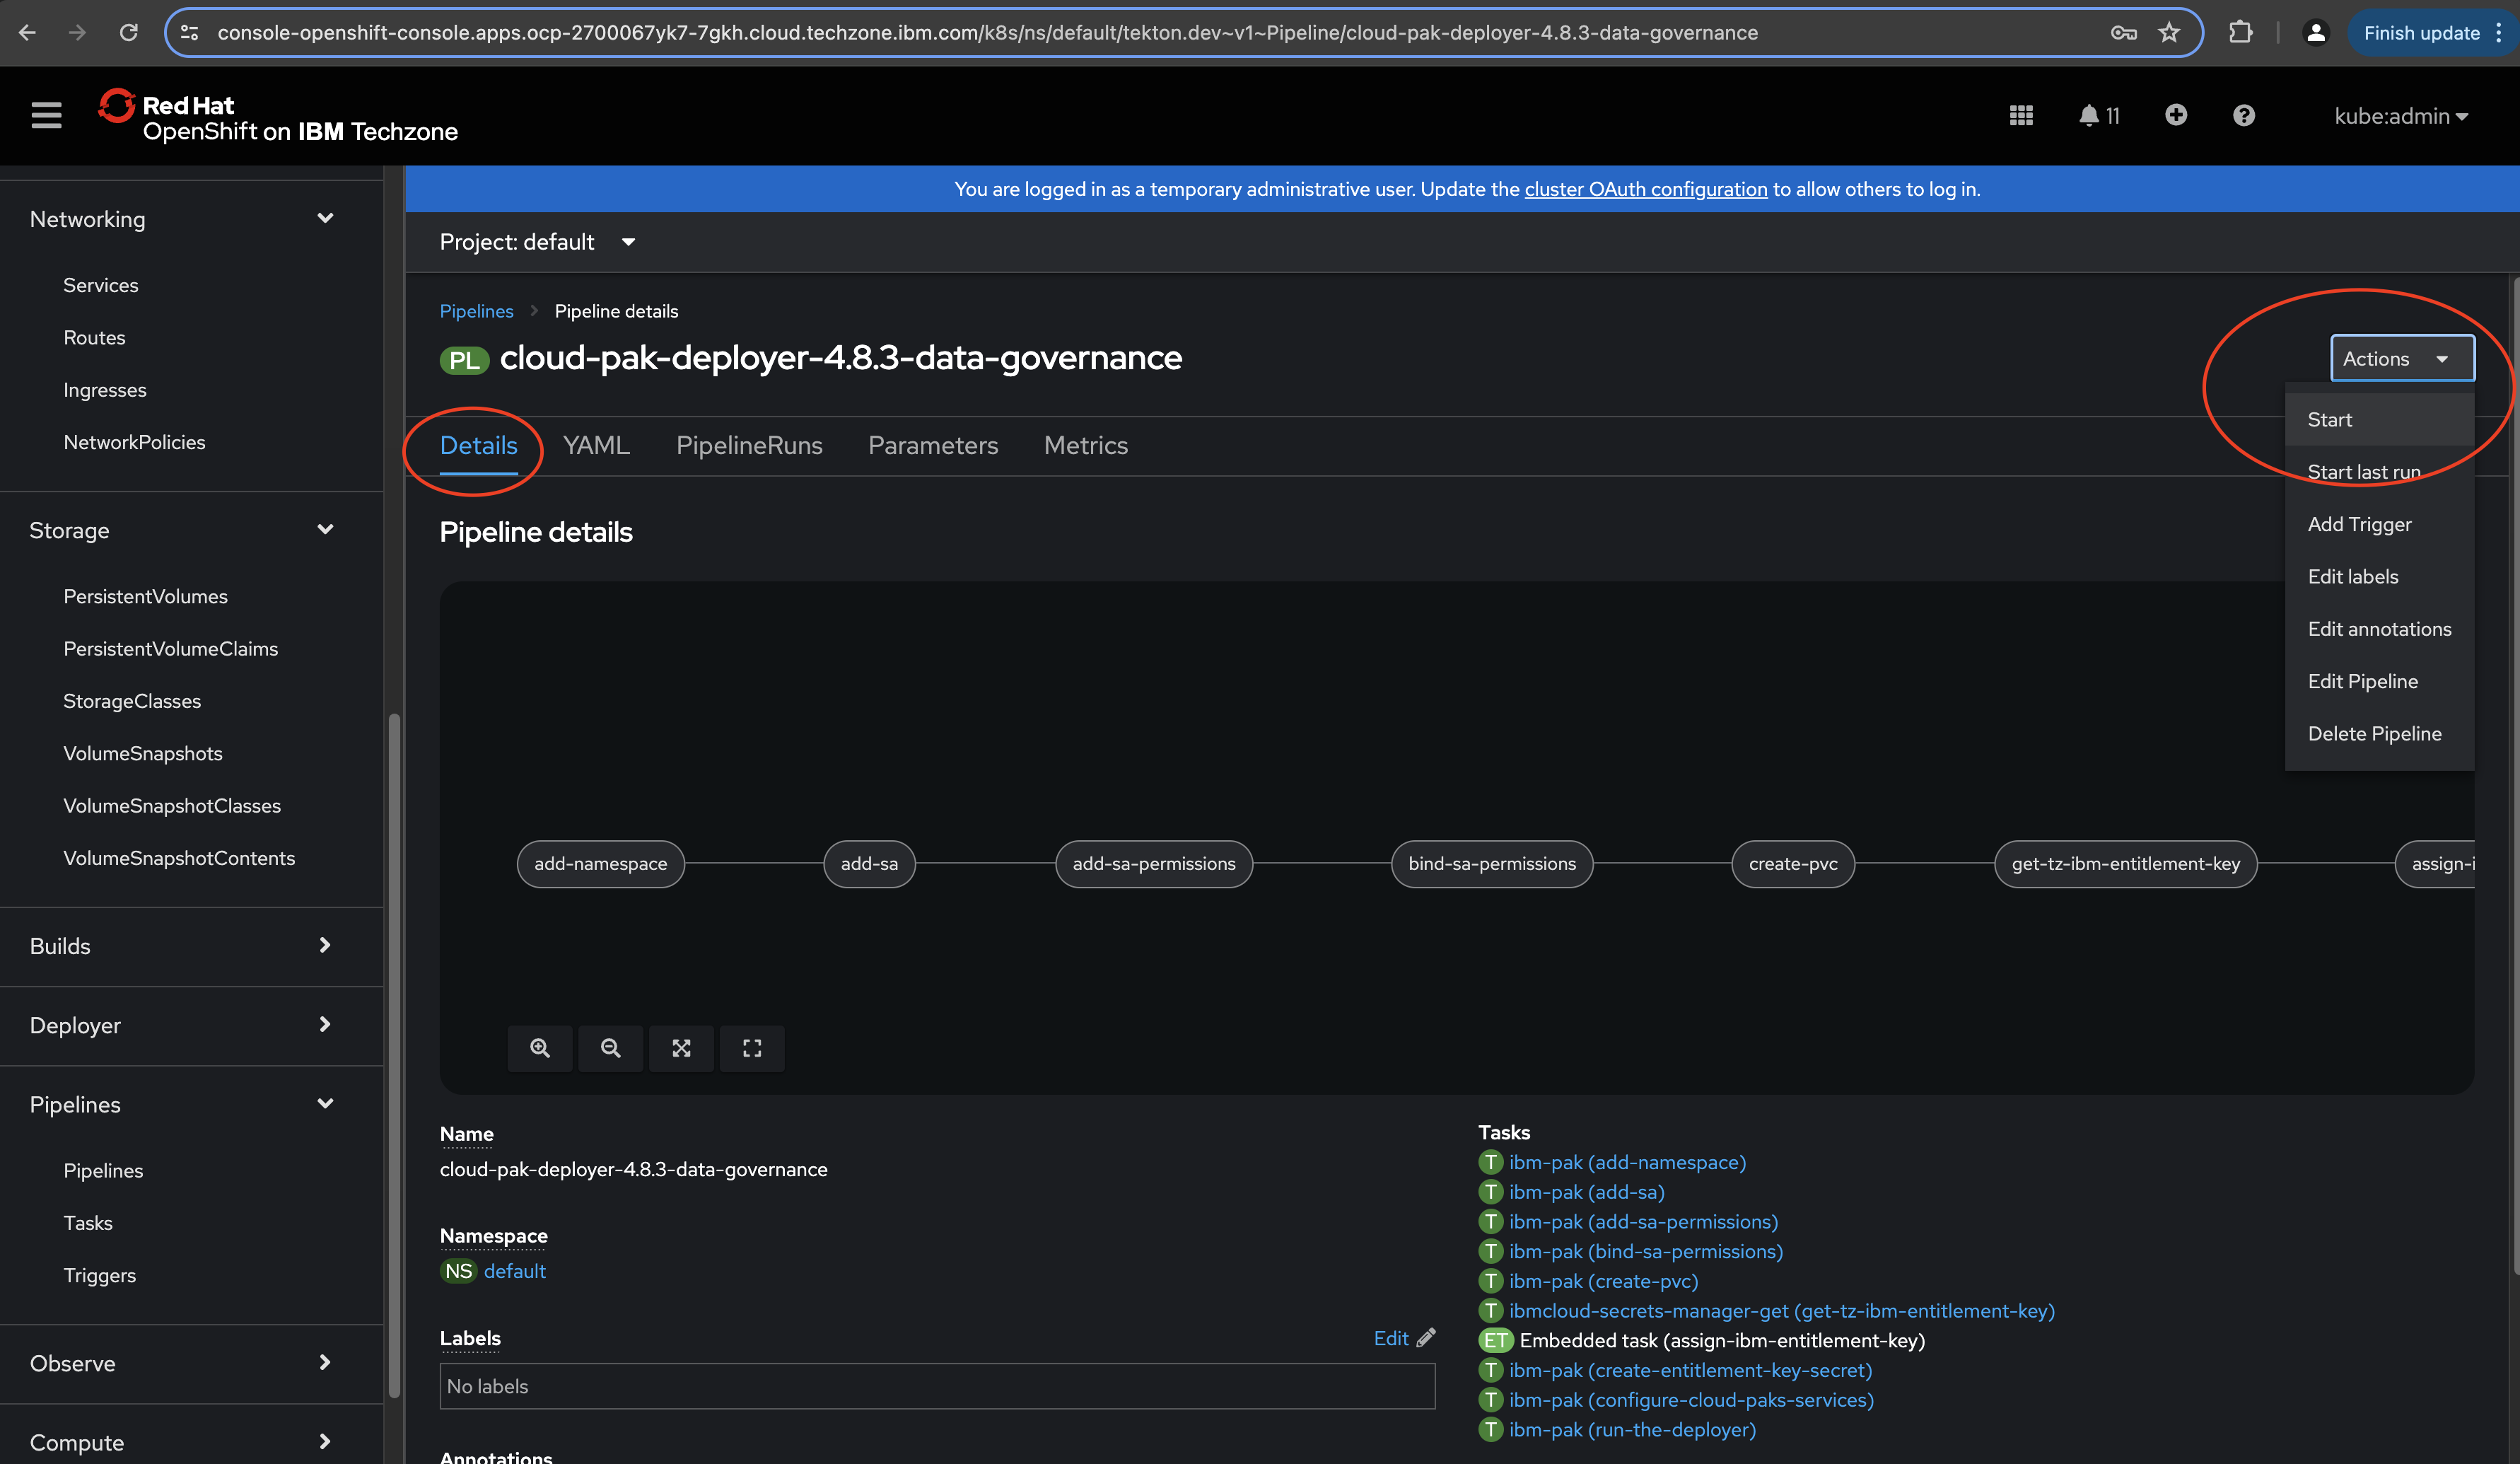 console-openshift-console.apps.ocp-2700067yk7-7gkh.cloud.techzone.ibm.com/k8s/ns/default/tekton.dev~v1~Pipeline/cloud-pak-deployer-4.8.3-data-governance
Finish update
Red Hat
OpenShift on IBM Techzone
11
kube:admin
You are logged in as a temporary administrative user. Update the cluster OAuth configuration to allow others to log in.
Networking
Services
Routes
Ingresses
NetworkPolicies
Storage
PersistentVolumes
PersistentVolumeClaims
StorageClasses
VolumeSnapshots
VolumeSnapshotClasses
VolumeSnapshotContents
Builds
Deployer
Pipelines
Pipelines
Tasks
Triggers
Observe
Compute
Project: default
Pipelines > Pipeline details
PL cloud-pak-deployer-4.8.3-data-governance
Actions
Start
Start last run
Add Trigger
Edit labels
Edit annotations
Edit Pipeline
Delete Pipeline
Details YAML PipelineRuns Parameters Metrics
Pipeline details
add-namespace add-sa add-sa-permissions bind-sa-permissions create-pvc get-tz-ibm-entitlement-key assign-i
Name
cloud-pak-deployer-4.8.3-data-governance
Namespace
NS default
Labels
Edit
No labels
Annotations
Tasks
T ibm-pak (add-namespace)
T ibm-pak (add-sa)
T ibm-pak (add-sa-permissions)
T ibm-pak (bind-sa-permissions)
T ibm-pak (create-pvc)
T ibmcloud-secrets-manager-get (get-tz-ibm-entitlement-key)
ET Embedded task (assign-ibm-entitlement-key)
T ibm-pak (create-entitlement-key-secret)
T ibm-pak (configure-cloud-paks-services)
T ibm-pak (run-the-deployer)